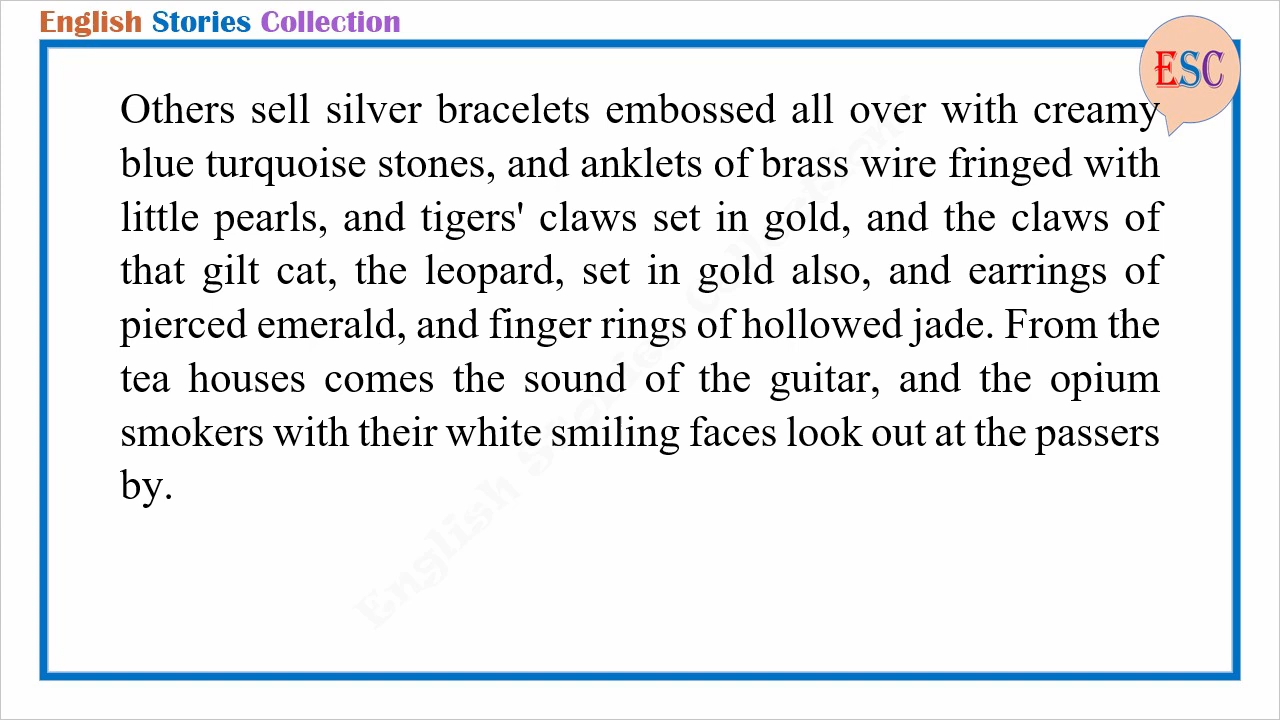 English Stories Collection
ESC
Others sell silver bracelets embossed all over with creamy
blue turquoise stones, and anklets of brass wire fringed with
little pearls, and tigers' claws set in gold, and the claws of
that gilt cat, the leopard, set in gold also, and earrings of
pierced emerald, and finger rings of hollowed jade. From the
tea houses comes the sound of the guitar, and the opium
smokers with their white smiling faces look out at the passers
by.
English Stories Collection